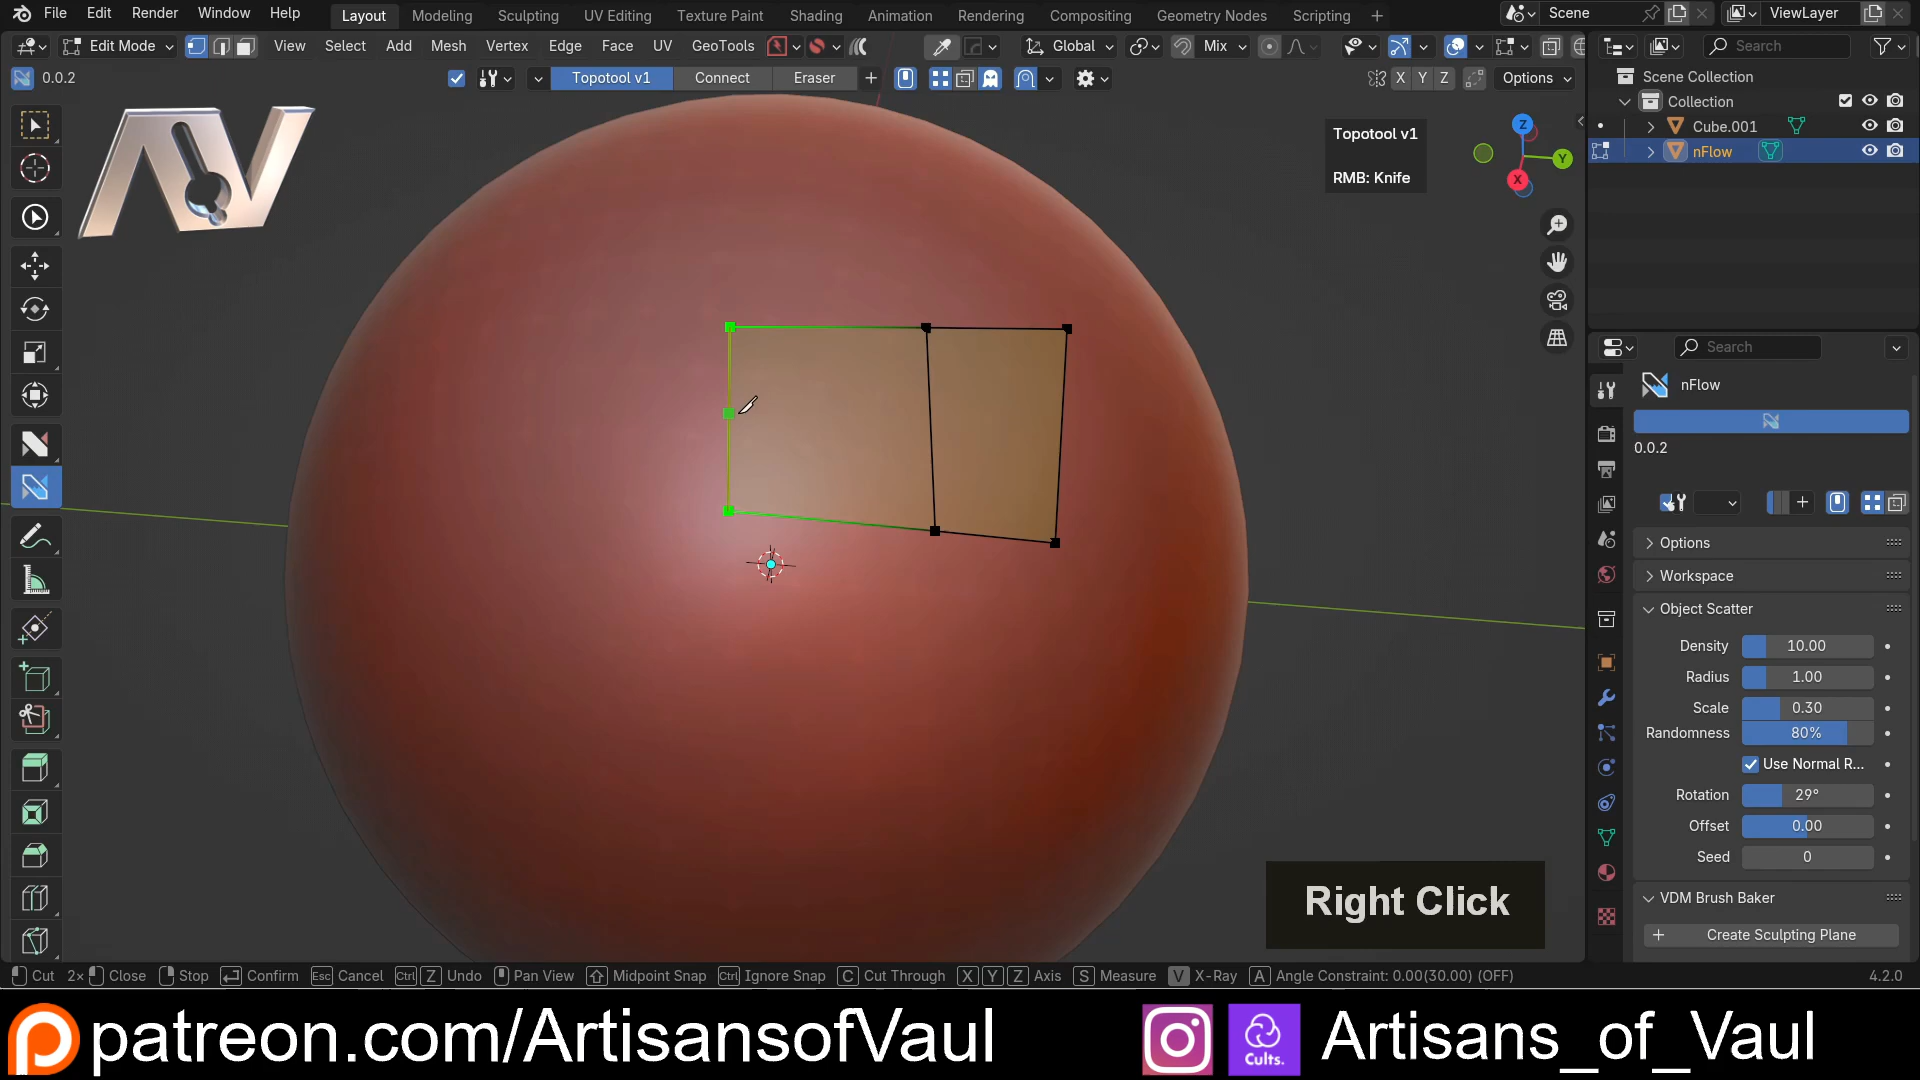 File Edit Render Window Help Layout Modeling Sculpting UV Editing Texture Paint Shading Animation Rendering Compositing Geometry Nodes Scripting + Scene ViewLayer
Edit Mode View Select Add Mesh Vertex Edge Face UV GeoTools Global Mix Search
0.0.2 Topotool v1 Connect Eraser + X Y Z Options
Scene Collection
Collection
Cube.001
nFlow
Topotool v1
RMB: Knife
Z
Y
X
Search
nFlow
0.0.2
Options
Workspace
Object Scatter
Density 10.00
Radius 1.00
Scale 0.30
Randomness 80%
Use Normal R...
Rotation 29°
Offset 0.00
Seed 0
VDM Brush Baker
+ Create Sculpting Plane
Right Click
Cut 2× Close Stop Confirm Esc Cancel Ctrl Z Undo Pan View Midpoint Snap Ctrl Ignore Snap C Cut Through X Y Z Axis S Measure V X-Ray A Angle Constraint: 0.00(30.00) (OFF) 4.2.0
patreon.com/ArtisansofVaul Cults. Artisans_of_Vaul